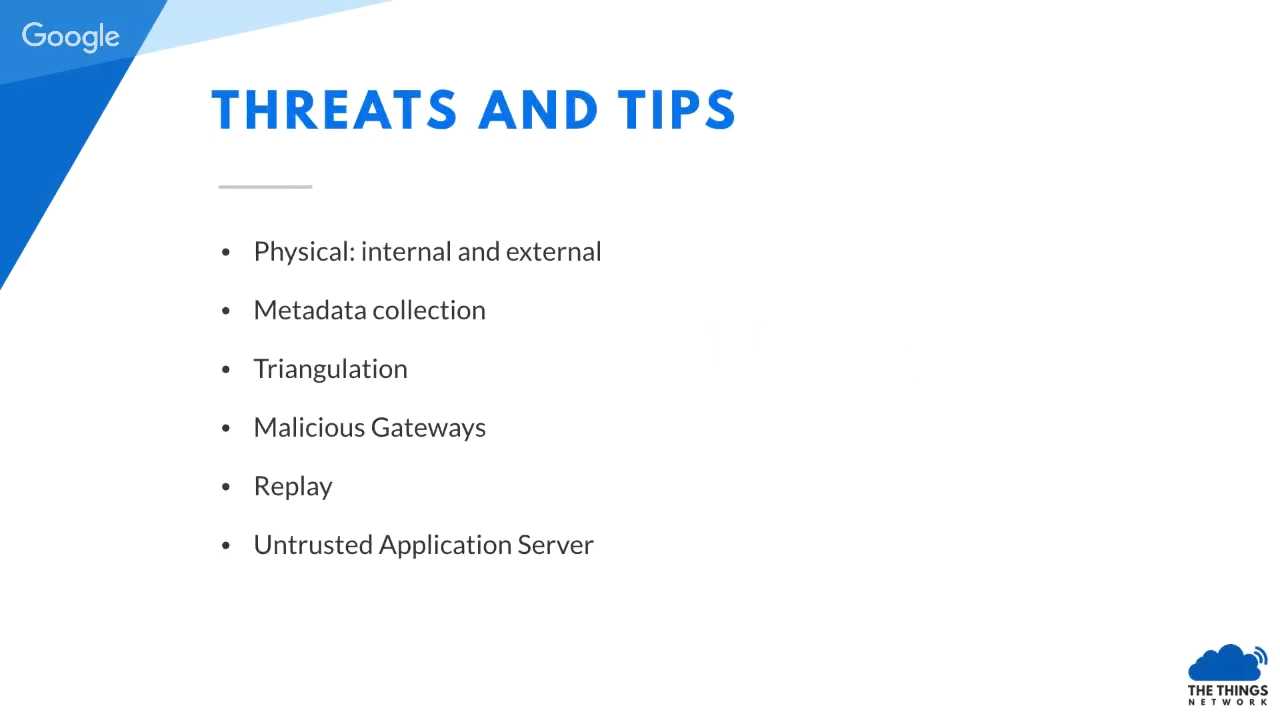 Google
THREATS AND TIPS
• Physical: internal and external
• Metadata collection
• Triangulation
• Malicious Gateways
• Replay
• Untrusted Application Server
THE THINGS
NETWORK